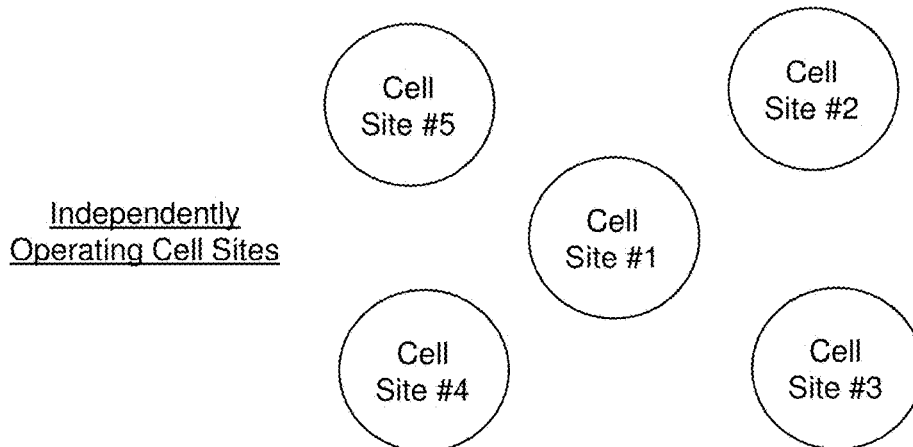 Cell
Site #5
Cell
Site #2
Independently
Operating Cell Sites
Cell
Site #1
Cell
Site #4
Cell
Site #3